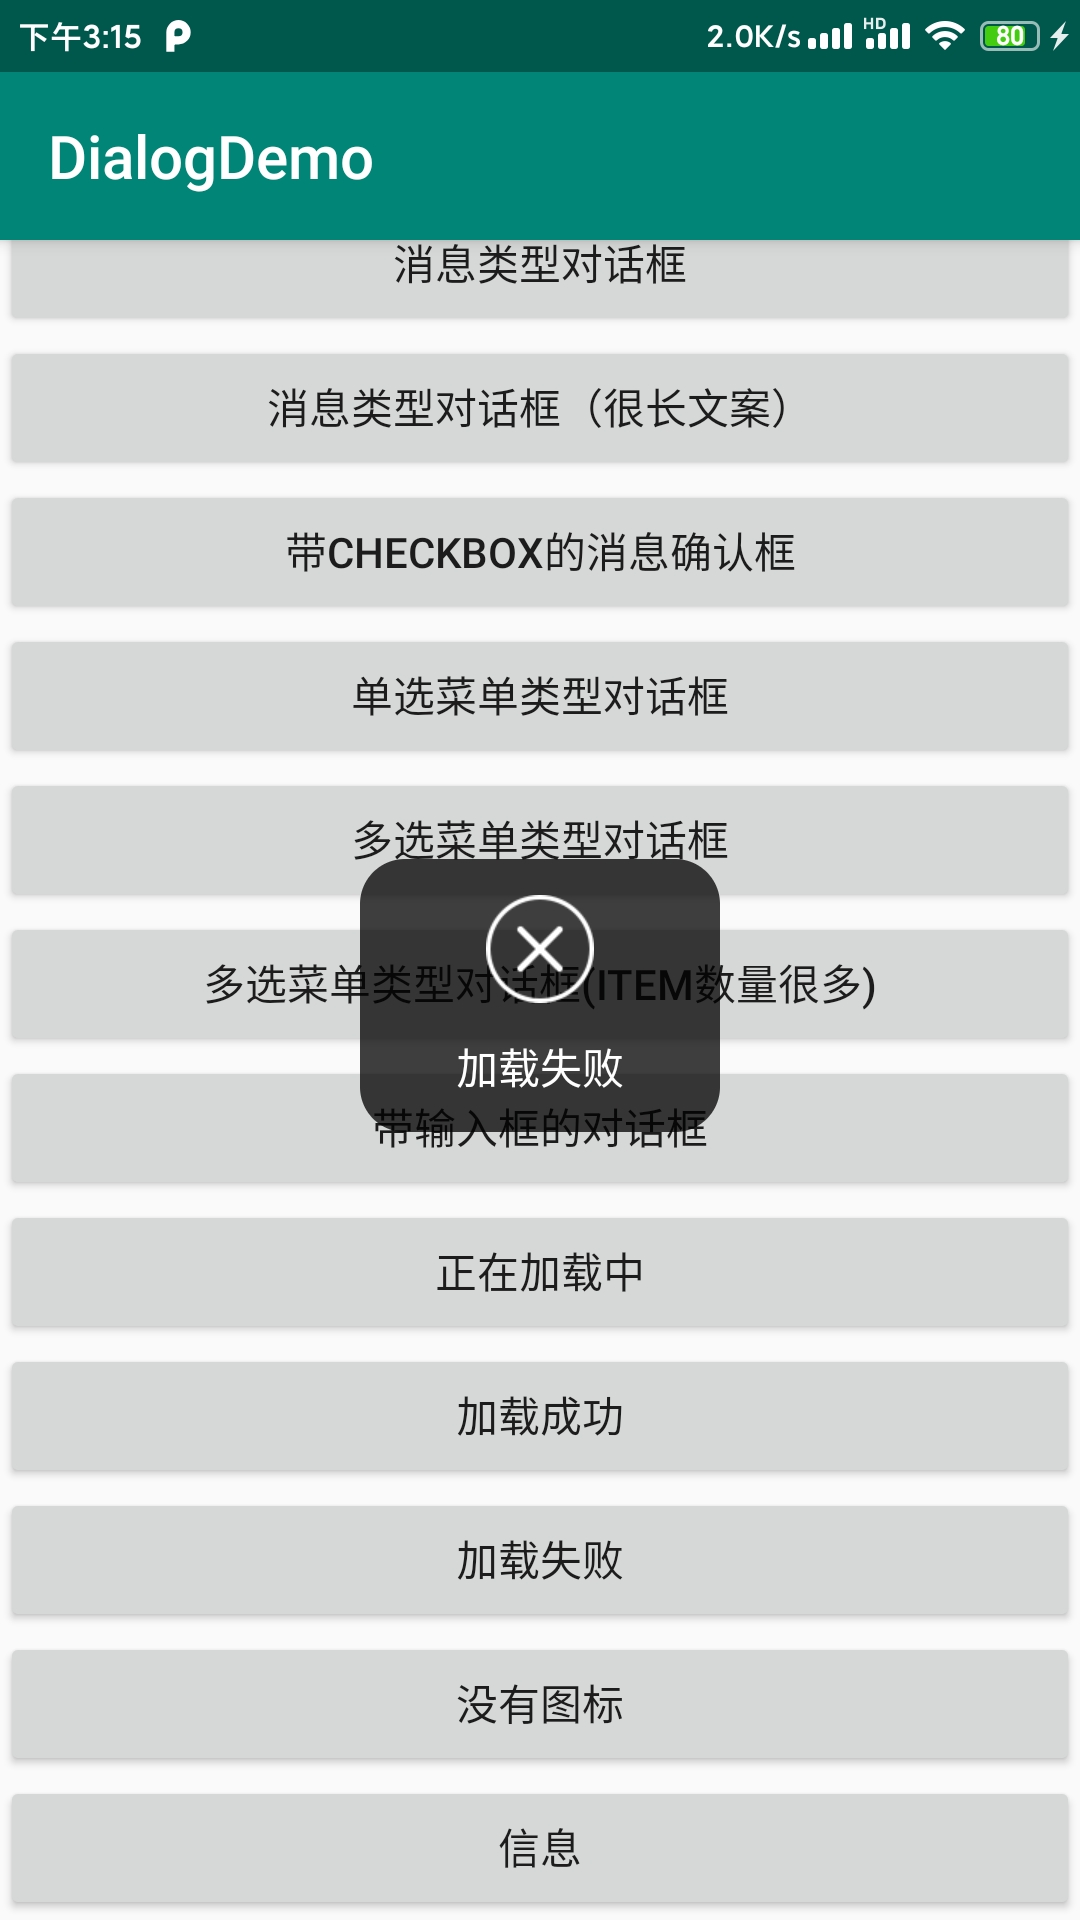 下午3:15
2.0K/s
HD
80
DialogDemo
消息类型对话框
消息类型对话框（很长文案）
带CHECKBOX的消息确认框
单选菜单类型对话框
多选菜单类型对话框
多选菜单类型对话框(ITEM数量很多)
加载失败
带输入框的对话框
正在加载中
加载成功
加载失败
没有图标
信息